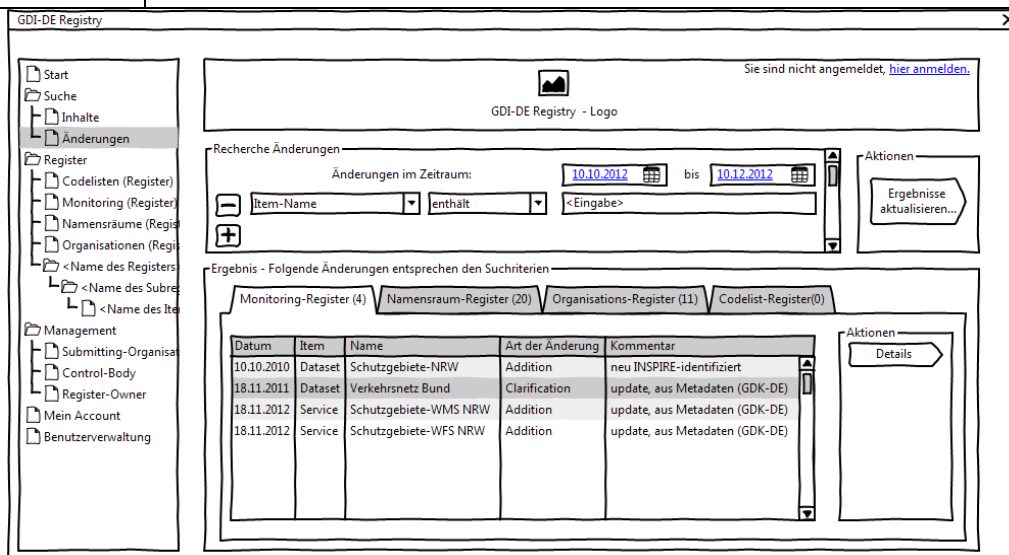 GDI-DE Registry
Start
Suche
Inhalte
Änderungen
Register
Codelisten (Register)
Monitoring (Register)
Namensräume (Regist
Organisationen (Regis
<Name des Registers
<Name des Subre
<Name des Ite
Management
Submitting-Organisat
Control-Body
Register-Owner
Mein Account
Benutzerverwaltung
Sie sind nicht angemeldet, hier anmelden.
GDI-DE Registry - Logo
Recherche Änderungen
Änderungen im Zeitraum: 10.10.2012 bis 10.12.2012
Item-Name enthält <Eingabe>
Aktionen
Ergebnisse
aktualisieren...
Ergebnis - Folgende Änderungen entsprechen den Suchriterien
Monitoring-Register (4) Namensraum-Register (20) Organisations-Register (11) Codelist-Register(0)
Datum Item Name Art der Änderung Kommentar
10.10.2010 Dataset Schutzgebiete-NRW Addition neu INSPIRE-identifiziert
18.11.2011 Dataset Verkehrsnetz Bund Clarification update, aus Metadaten (GDK-DE)
18.11.2012 Service Schutzgebiete-WMS NRW Addition update, aus Metadaten (GDK-DE)
18.11.2012 Service Schutzgebiete-WFS NRW Addition update, aus Metadaten (GDK-DE)
Aktionen
Details